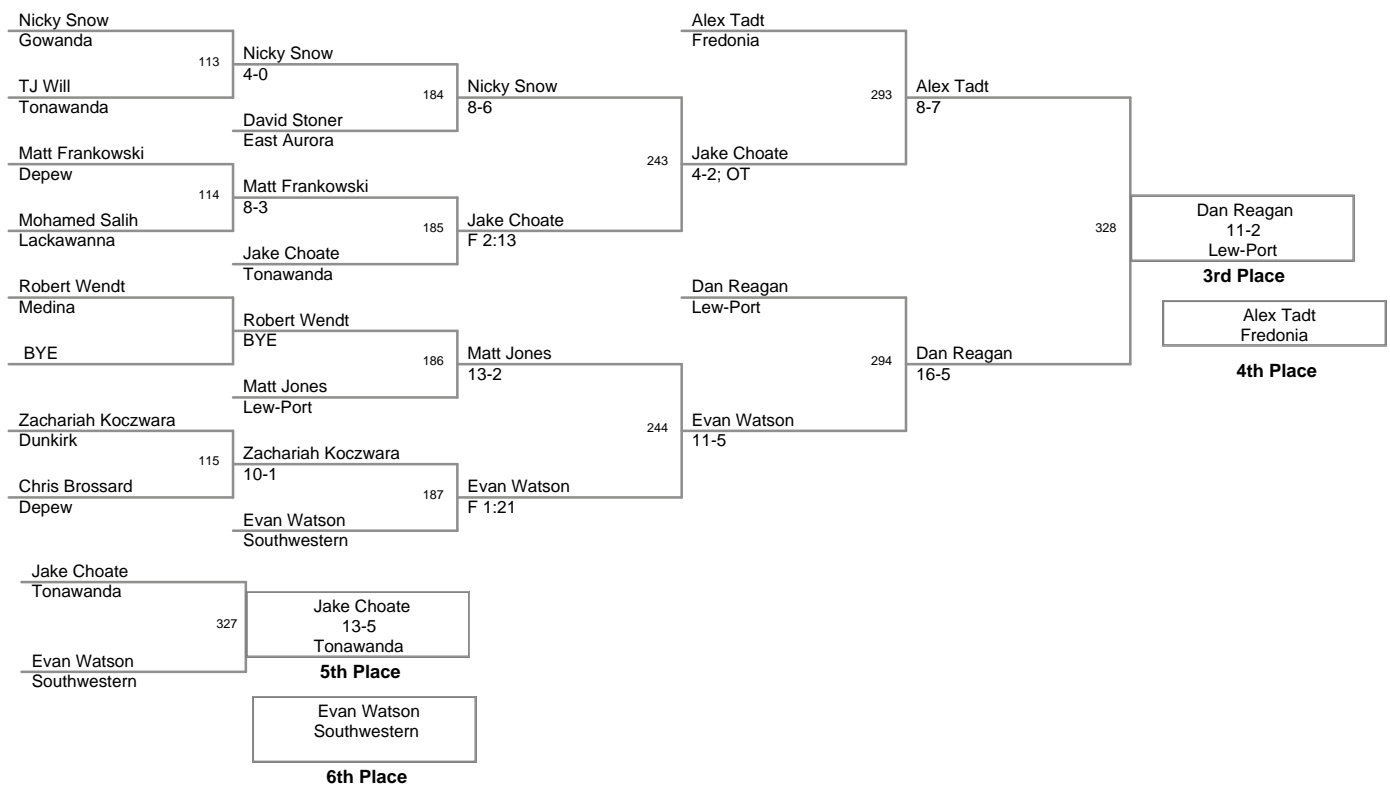 Nicky Snow
Gowanda
113
TJ Will
Tonawanda
Matt Frankowski
Depew
114
Mohamed Salih
Lackawanna
Robert Wendt
Medina
BYE
Zachariah Koczwara
Dunkirk
115
Chris Brossard
Depew
Nicky Snow
4-0
184
David Stoner
East Aurora
Matt Frankowski
8-3
185
Jake Choate
Tonawanda
Robert Wendt
BYE
186
Matt Jones
Lew-Port
Zachariah Koczwara
10-1
187
Evan Watson
Southwestern
Nicky Snow
8-6
243
Jake Choate
F 2:13
Matt Jones
13-2
244
Evan Watson
F 1:21
Alex Tadt
Fredonia
293
Jake Choate
4-2; OT
Dan Reagan
Lew-Port
294
Evan Watson
11-5
Alex Tadt
8-7
328
Dan Reagan
16-5
Dan Reagan
11-2
Lew-Port
3rd Place
Alex Tadt
Fredonia
4th Place
Jake Choate
Tonawanda
327
Evan Watson
Southwestern
Jake Choate
13-5
Tonawanda
5th Place
Evan Watson
Southwestern
6th Place